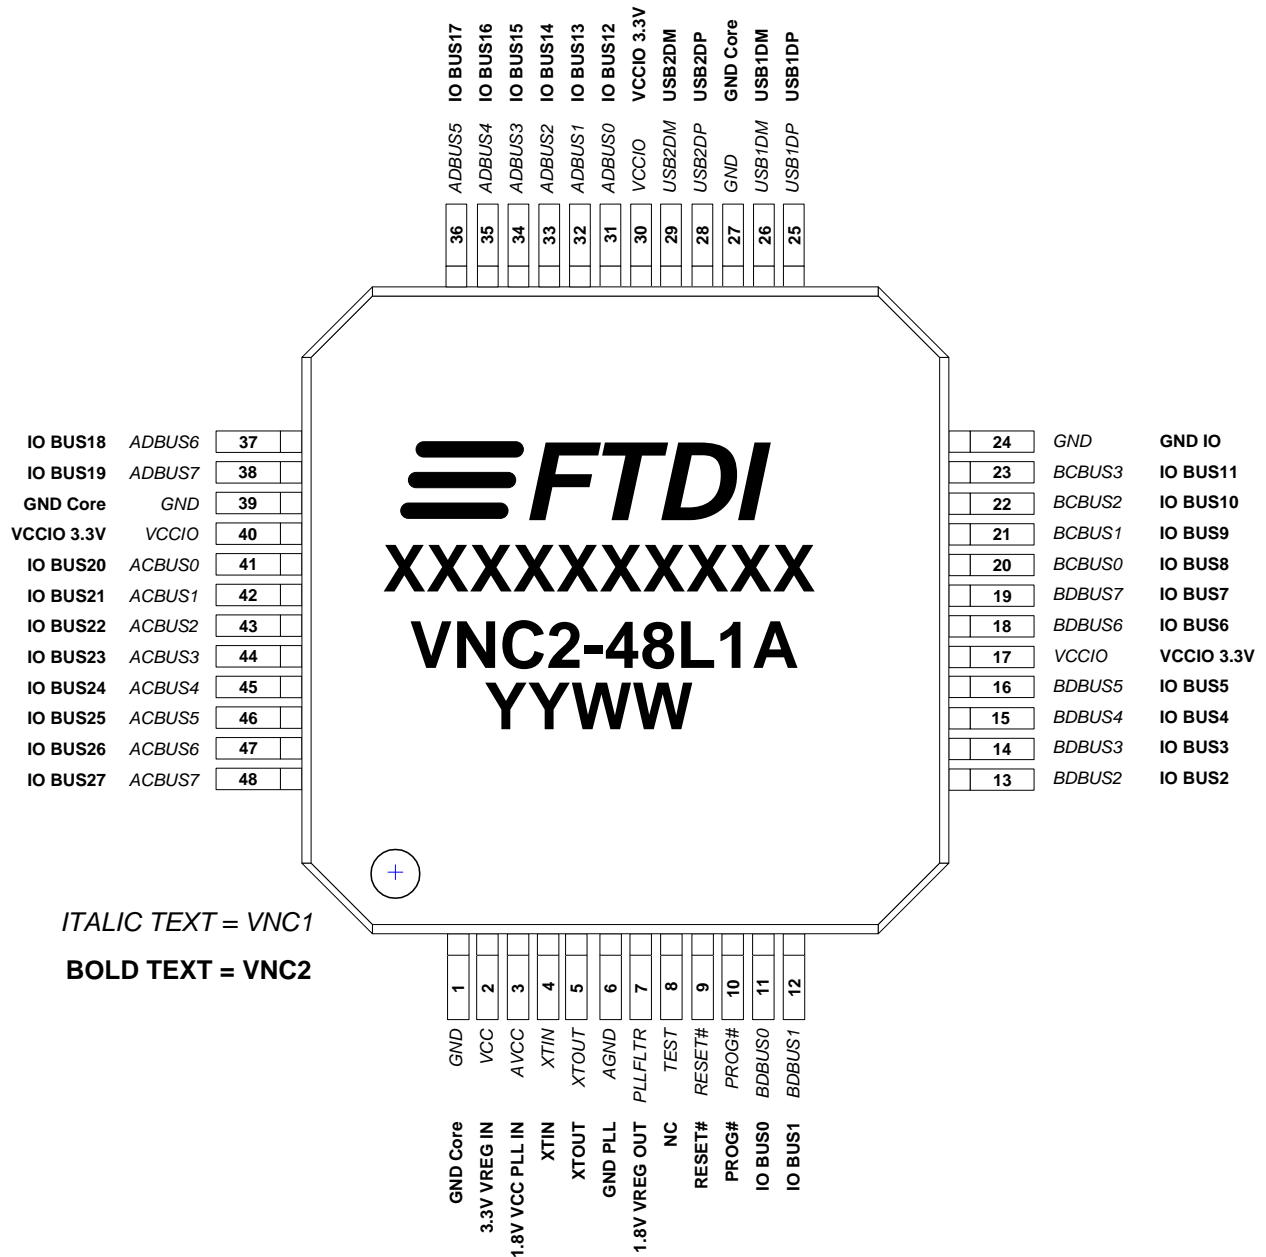 IO BUS17 IO BUS16 IO BUS15 IO BUS14 IO BUS13 IO BUS12 VCCIO 3.3V USB2DM USB2DP GND Core USB1DM USB1DP
ADBUS5 ADBUS4 ADBUS3 ADBUS2 ADBUS1 ADBUS0 VCCIO USB2DM USB2DP GND USB1DM USB1DP
36 35 34 33 32 31 30 29 28 27 26 25
IO BUS18 ADBUS6 37
IO BUS19 ADBUS7 38
GND Core GND 39
VCCIO 3.3V VCCIO 40
IO BUS20 ACBUS0 41
IO BUS21 ACBUS1 42
IO BUS22 ACBUS2 43
IO BUS23 ACBUS3 44
IO BUS24 ACBUS4 45
IO BUS25 ACBUS5 46
IO BUS26 ACBUS6 47
IO BUS27 ACBUS7 48
FTDI
XXXXXXXXXX
VNC2-48L1A
YYWW
24 GND GND IO
23 BCBUS3 IO BUS11
22 BCBUS2 IO BUS10
21 BCBUS1 IO BUS9
20 BCBUS0 IO BUS8
19 BDBUS7 IO BUS7
18 BDBUS6 IO BUS6
17 VCCIO VCCIO 3.3V
16 BDBUS5 IO BUS5
15 BDBUS4 IO BUS4
14 BDBUS3 IO BUS3
13 BDBUS2 IO BUS2
ITALIC TEXT = VNC1
BOLD TEXT = VNC2
1 2 3 4 5 6 7 8 9 10 11 12
GND VCC AVCC XTIN XTOUT AGND PLLFLTR TEST RESET# PROG# BDBUS0 BDBUS1
GND Core 3.3V VREG IN 1.8V VCC PLL IN XTIN XTOUT GND PLL 1.8V VREG OUT NC RESET# PROG# IO BUS0 IO BUS1